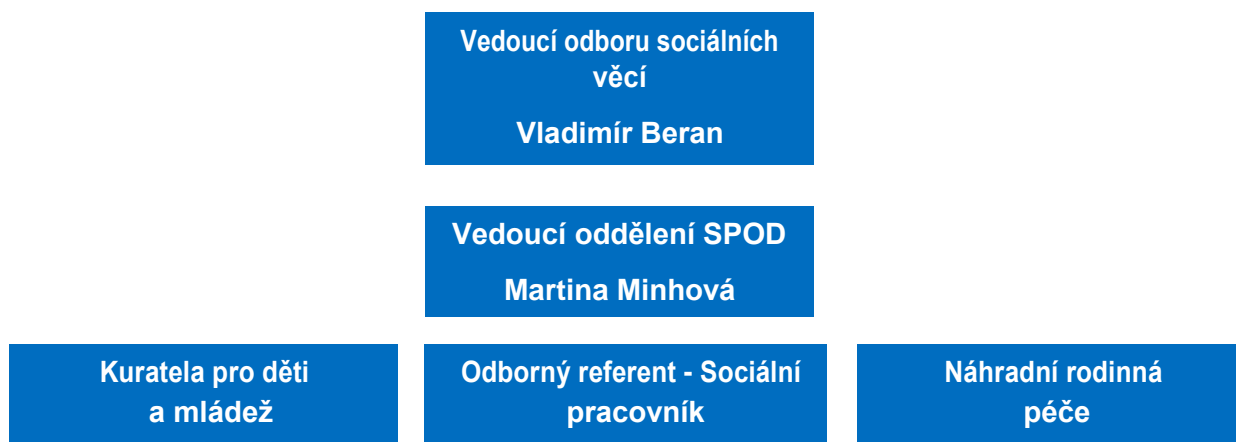 Vedoucí odboru sociálních
věcí
Vladimír Beran
Vedoucí oddělení SPOD
Martina Minhová
Kuratela pro děti
a mládež
Odborný referent - Sociální
pracovník
Náhradní rodinná
péče